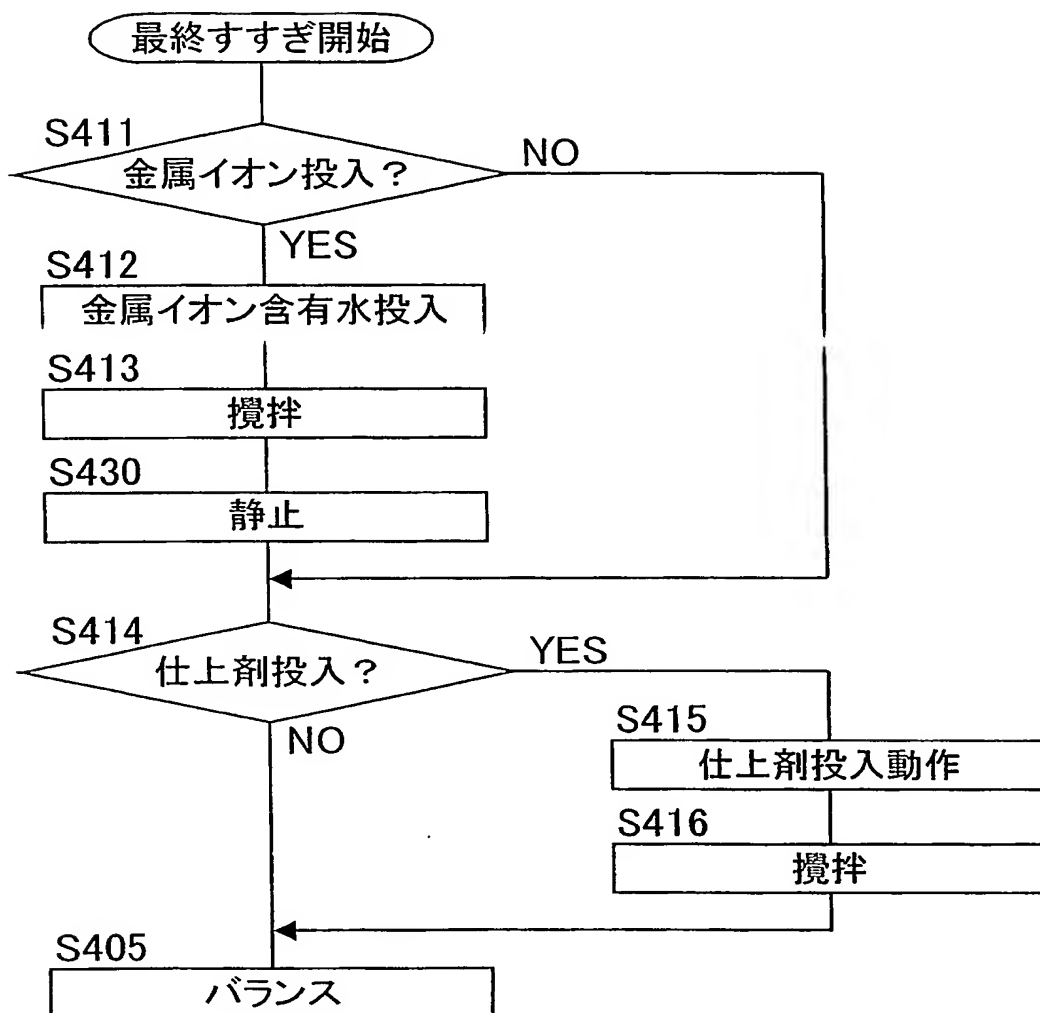 最終すすぎ開始
S411
金属イオン投入？
NO
YES
S412
金属イオン含有水投入
S413
攪拌
S430
静止
S414
仕上剤投入？
YES
NO
S415
仕上剤投入動作
S416
攪拌
S405
バランス